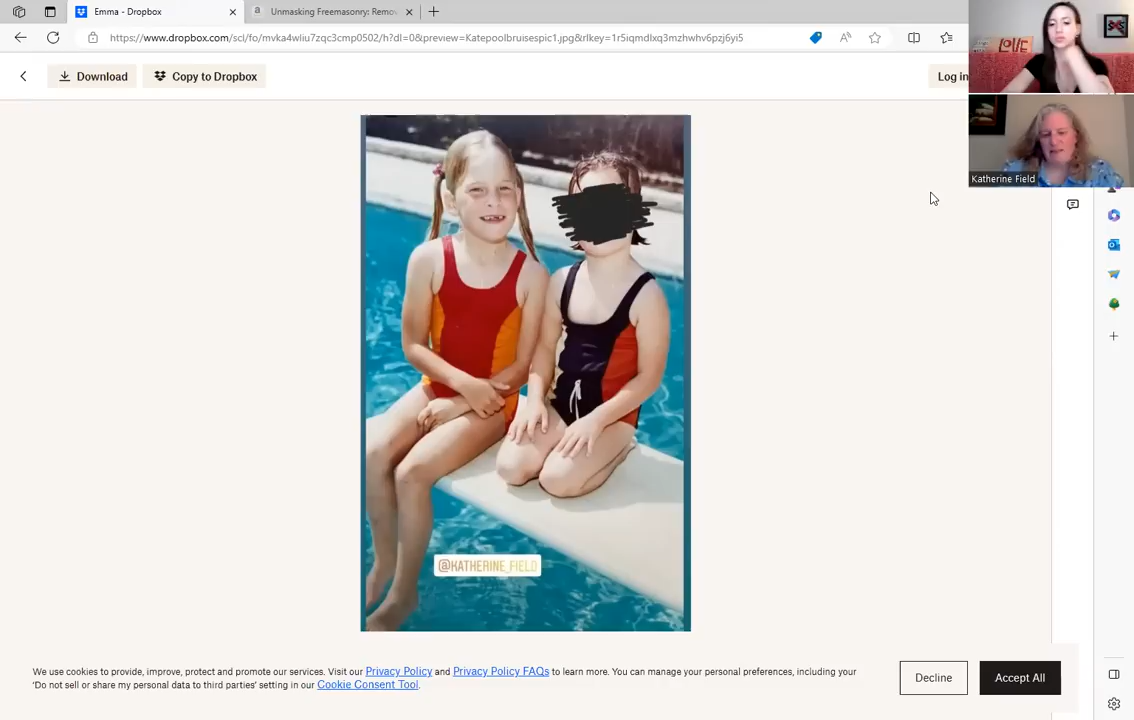 Emma - Dropbox
Unmasking Freemasonry: Remov
https://www.dropbox.com/scl/fo/mvka4wliu7zqc3cmp0502/h?dl=0&preview=Katepoolbruisespic1.jpg&rlkey=1r5iqmdlxq3mzhwhv6pzj6yi5
Download
Copy to Dropbox
Log in
LOVE
Katherine Field
@KATHERINE_FIELD
We use cookies to provide, improve, protect and promote our services. Visit our Privacy Policy and Privacy Policy FAQs to learn more. You can manage your personal preferences, including your
‘Do not sell or share my personal data to third parties’ setting in our Cookie Consent Tool.
Decline
Accept All